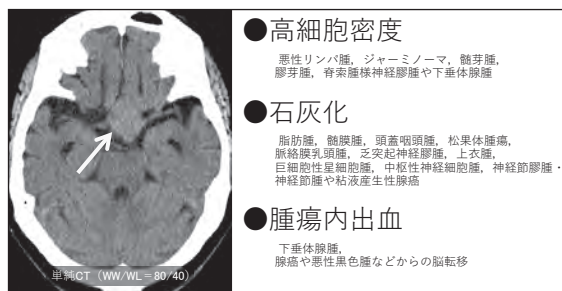 ●高細胞密度
悪性リンパ腫，ジャーミノーマ，髄芽腫，
膠芽腫，脊索腫様神経膠腫や下垂体腺腫
●石灰化
脂肪腫，髄膜腫，頭蓋咽頭腫，松果体腫瘍，
脈絡膜乳頭腫，乏突起神経膠腫，上衣腫，
巨細胞性星細胞腫，中枢性神経細胞腫，神経節膠腫・
神経節腫や粘液産生性腺癌
●腫瘍内出血
下垂体腺腫，
腺癌や悪性黒色腫などからの脳転移
単純CT（WW/WL＝80/40）